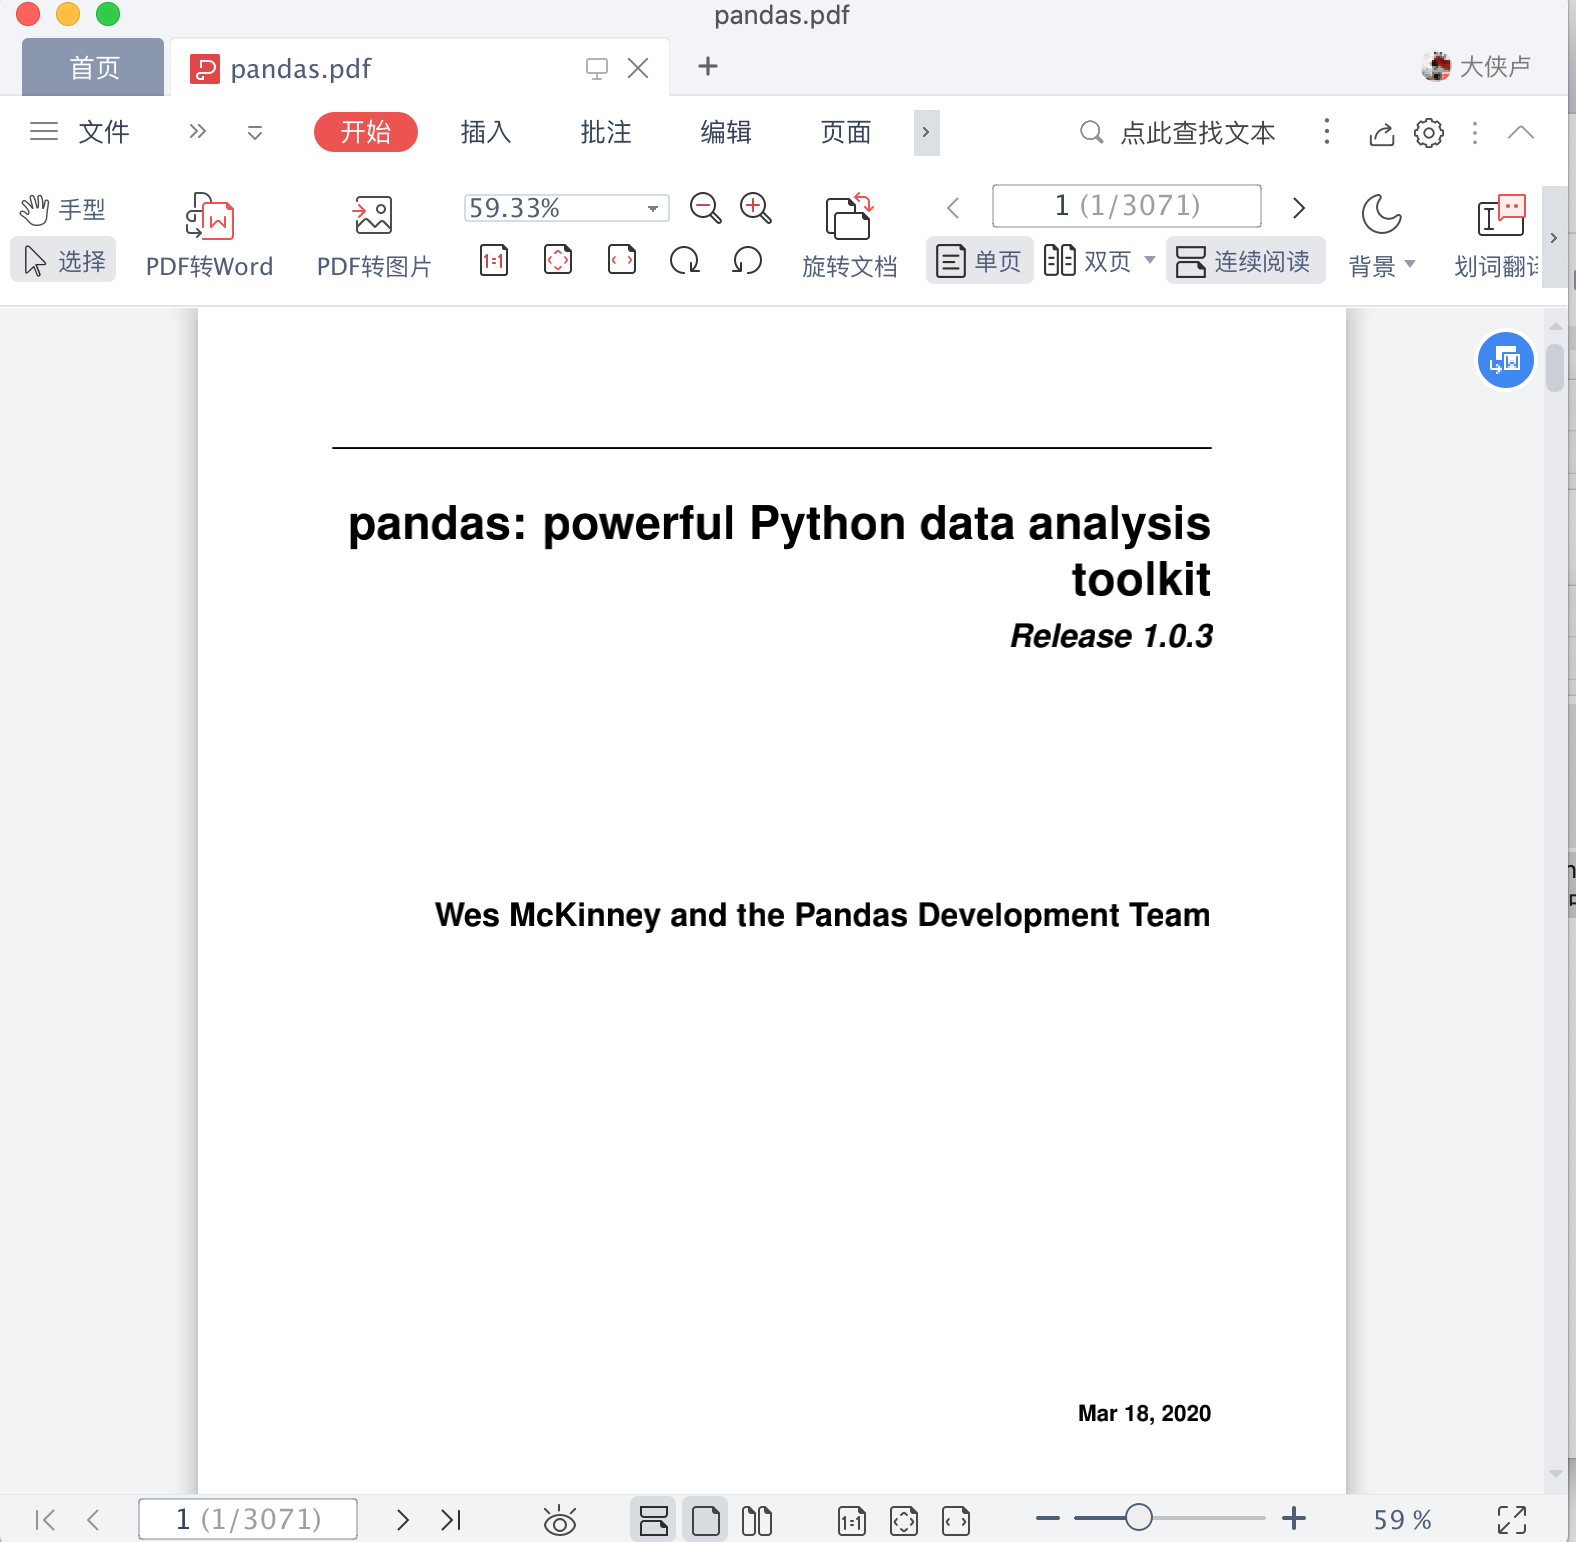 pandas.pdf
首页
pandas.pdf
大侠卢
文件
开始
插入
批注
编辑
页面
点此查找文本
手型
选择
PDF转Word
PDF转图片
59.33%
1:1
旋转文档
1 (1/3071)
单页
双页
连续阅读
背景
划词翻译
pandas: powerful Python data analysis
toolkit
Release 1.0.3
Wes McKinney and the Pandas Development Team
Mar 18, 2020
1 (1/3071)
1:1
59 %